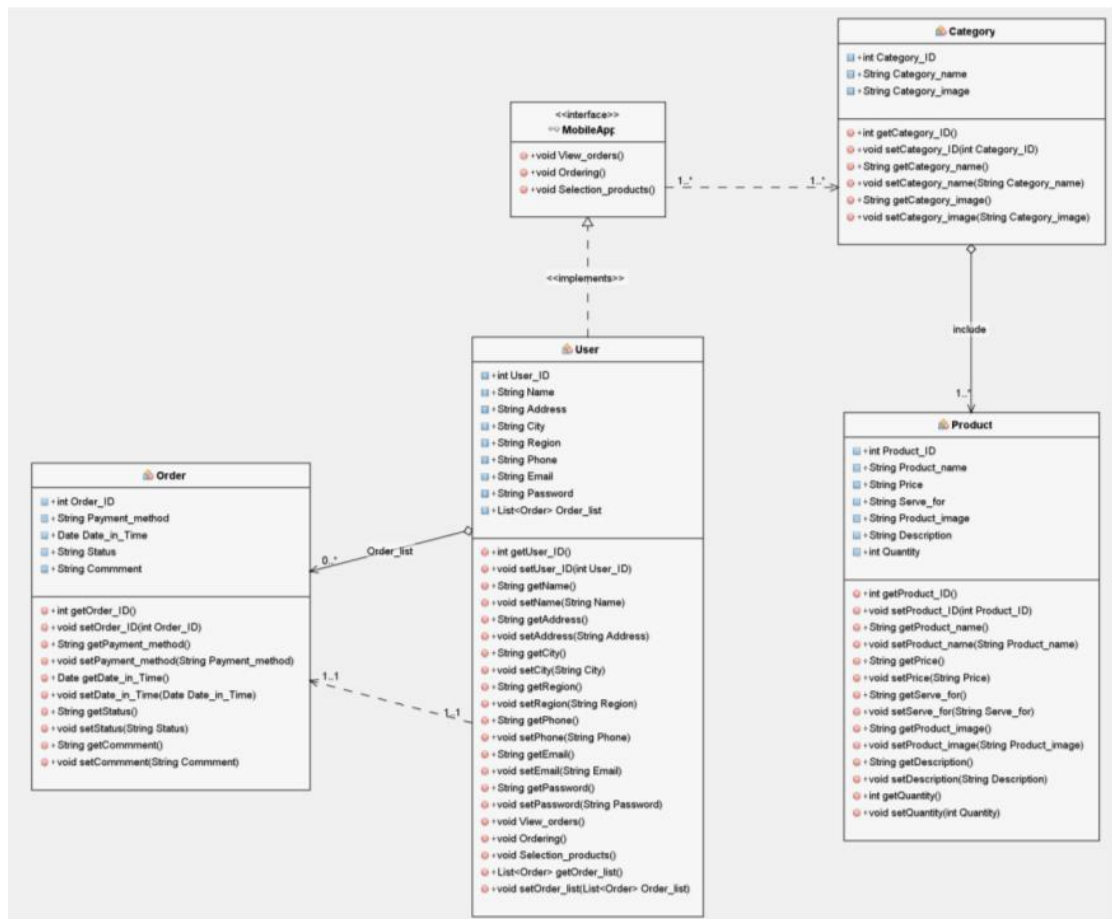 Category
+int Category_ID
+String Category_name
+String Category_image
+int getCategory_ID()
+void setCategory_ID(int Category_ID)
+String getCategory_name()
+void setCategory_name(String Category_name)
+String getCategory_image()
+void setCategory_image(String Category_image)
<<interface>>
MobileApp
+void View_orders()
+void Ordering()
+void Selection_products()
1..*
1..*
<<implements>>
include
1..*
User
+int User_ID
+String Name
+String Address
+String City
+String Region
+String Phone
+String Email
+String Password
+List<Order> Order_list
+int getUser_ID()
+void setUser_ID(int User_ID)
+String getName()
+void setName(String Name)
+String getAddress()
+void setAddress(String Address)
+String getCity()
+void setCity(String City)
+String getRegion()
+void setRegion(String Region)
+String getPhone()
+void setPhone(String Phone)
+String getEmail()
+void setEmail(String Email)
+String getPassword()
+void setPassword(String Password)
+void View_orders()
+void Ordering()
+void Selection_products()
+List<Order> getOrder_list()
+void setOrder_list(List<Order> Order_list)
Order_list
0..*
1..1
1..1
Order
+int Order_ID
+String Payment_method
+Date Date_in_Time
+String Status
+String Commment
+int getOrder_ID()
+void setOrder_ID(int Order_ID)
+String getPayment_method()
+void setPayment_method(String Payment_method)
+Date getDate_in_Time()
+void setDate_in_Time(Date Date_in_Time)
+String getStatus()
+void setStatus(String Status)
+String getCommment()
+void setCommment(String Commment)
Product
+int Product_ID
+String Product_name
+String Price
+String Serve_for
+String Product_image
+String Description
+int Quantity
+int getProduct_ID()
+void setProduct_ID(int Product_ID)
+String getProduct_name()
+void setProduct_name(String Product_name)
+String getPrice()
+void setPrice(String Price)
+String getServe_for()
+void setServe_for(String Serve_for)
+String getProduct_image()
+void setProduct_image(String Product_image)
+String getDescription()
+void setDescription(String Description)
+int getQuantity()
+void setQuantity(int Quantity)